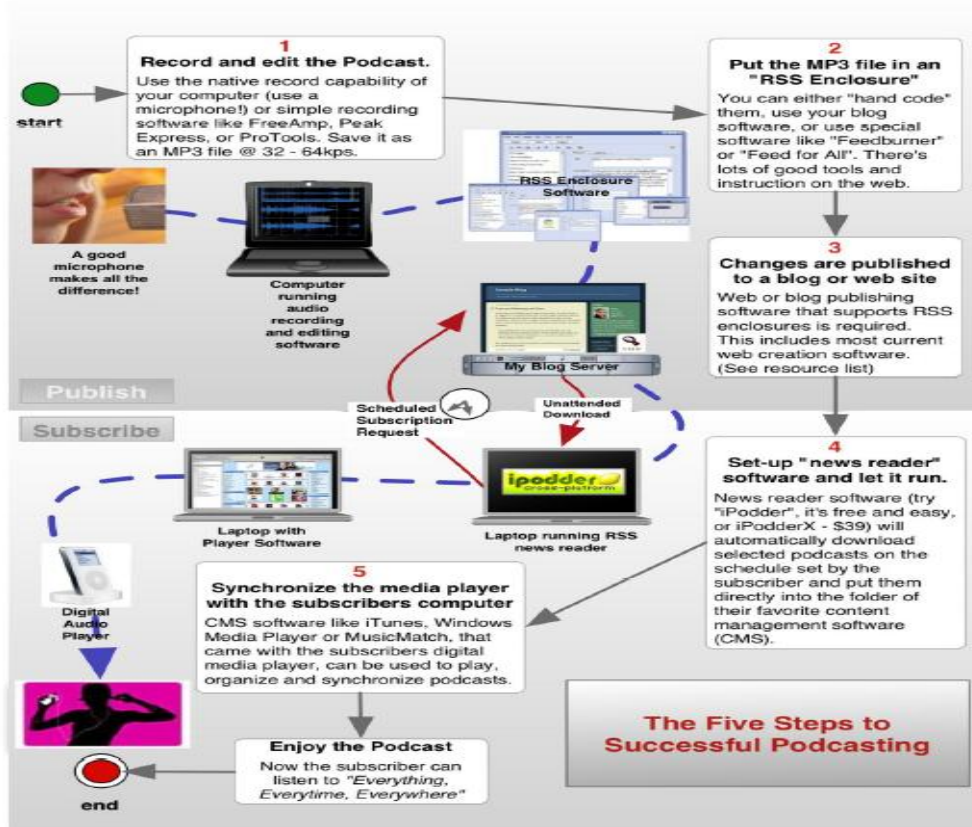 start
1
Record and edit the Podcast.
Use the native record capability of
your computer (use a
microphone!) or simple recording
software like FreeAmp, Peak
Express, or ProTools. Save it as
an MP3 file @ 32 - 64kps.
2
Put the MP3 file in an
"RSS Enclosure"
You can either "hand code"
them, use your blog
software, or use special
software like "Feedburner"
or "Feed for All". There's
lots of good tools and
instruction on the web.
A good
microphone
makes all the
difference!
Computer
running
audio
recording
and editing
software
RSS Enclosure
Software
3
Changes are published
to a blog or web site
Web or blog publishing
software that supports RSS
enclosures is required.
This includes most current
web creation software.
(See resource list)
My Blog Server
Publish
Subscribe
Scheduled
Subscription
Request
Unattended
Download
4
Set-up "news reader"
software and let it run.
News reader software (try
"iPodder", it's free and easy,
or iPodderX - $39) will
automatically download
selected podcasts on the
schedule set by the
subscriber and put them
directly into the folder of
their favorite content
management software
(CMS).
ipodder
cross-platform
Laptop with
Player Software
Laptop running RSS
news reader
Digital
Audio
Player
5
Synchronize the media player
with the subscribers computer
CMS software like iTunes, Windows
Media Player or MusicMatch, that
came with the subscribers digital
media player, can be used to play,
organize and synchronize podcasts.
Enjoy the Podcast
Now the subscriber can
listen to "Everything,
Everytime, Everywhere"
end
The Five Steps to
Successful Podcasting